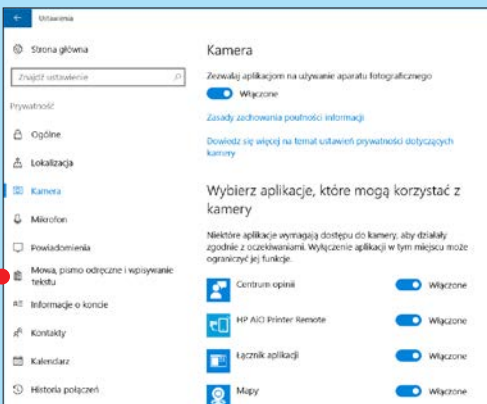 Ustawienia
Strona główna
Znajdź ustawienie
Prywatność
Ogólne
Lokalizacja
Kamera
Mikrofon
Powiadomienia
Mowa, pismo odręczne i wpisywanie
tekstu
Informacje o koncie
Kontakty
Kalendarz
Historia połączeń
Kamera
Zezwalaj aplikacjom na używanie aparatu fotograficznego
Włączone
Zasady zachowania poufności informacji
Dowiedz się więcej na temat ustawień prywatności dotyczących
kamery
Wybierz aplikacje, które mogą korzystać z
kamery
Niektóre aplikacje wymagają dostępu do kamery, aby działały
zgodnie z oczekiwaniami. Wyłączenie aplikacji w tym miejscu może
ograniczyć jej funkcje.
Centrum opinii Włączone
HP AiO Printer Remote Włączone
Łącznik aplikacji Włączone
Mapy Włączone